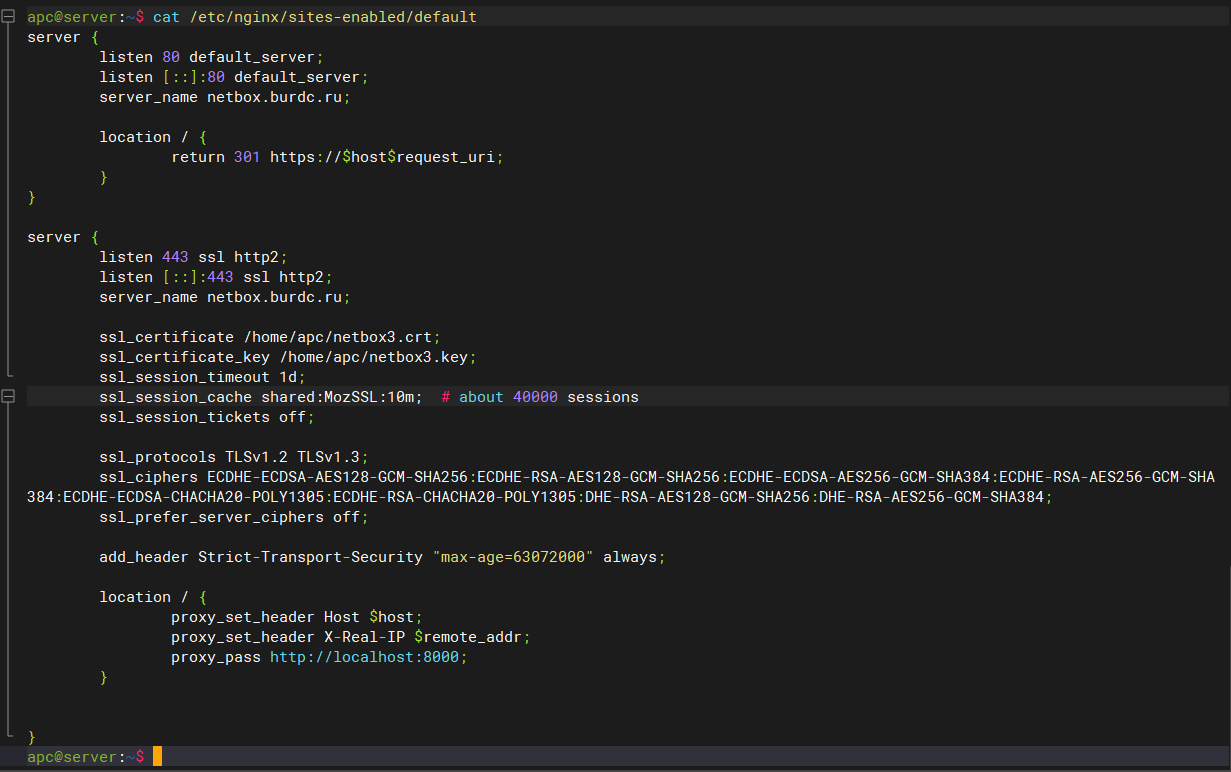 apc@server:~$ cat /etc/nginx/sites-enabled/default
server {
        listen 80 default_server;
        listen [::]:80 default_server;
        server_name netbox.burdc.ru;

        location / {
                return 301 https://$host$request_uri;
        }
}

server {
        listen 443 ssl http2;
        listen [::]:443 ssl http2;
        server_name netbox.burdc.ru;

        ssl_certificate /home/apc/netbox3.crt;
        ssl_certificate_key /home/apc/netbox3.key;
        ssl_session_timeout 1d;
        ssl_session_cache shared:MozSSL:10m;  # about 40000 sessions
        ssl_session_tickets off;

        ssl_protocols TLSv1.2 TLSv1.3;
        ssl_ciphers ECDHE-ECDSA-AES128-GCM-SHA256:ECDHE-RSA-AES128-GCM-SHA256:ECDHE-ECDSA-AES256-GCM-SHA384:ECDHE-RSA-AES256-GCM-SHA
384:ECDHE-ECDSA-CHACHA20-POLY1305:ECDHE-RSA-CHACHA20-POLY1305:DHE-RSA-AES128-GCM-SHA256:DHE-RSA-AES256-GCM-SHA384;
        ssl_prefer_server_ciphers off;

        add_header Strict-Transport-Security "max-age=63072000" always;

        location / {
                proxy_set_header Host $host;
                proxy_set_header X-Real-IP $remote_addr;
                proxy_pass http://localhost:8000;
        }


}
apc@server:~$